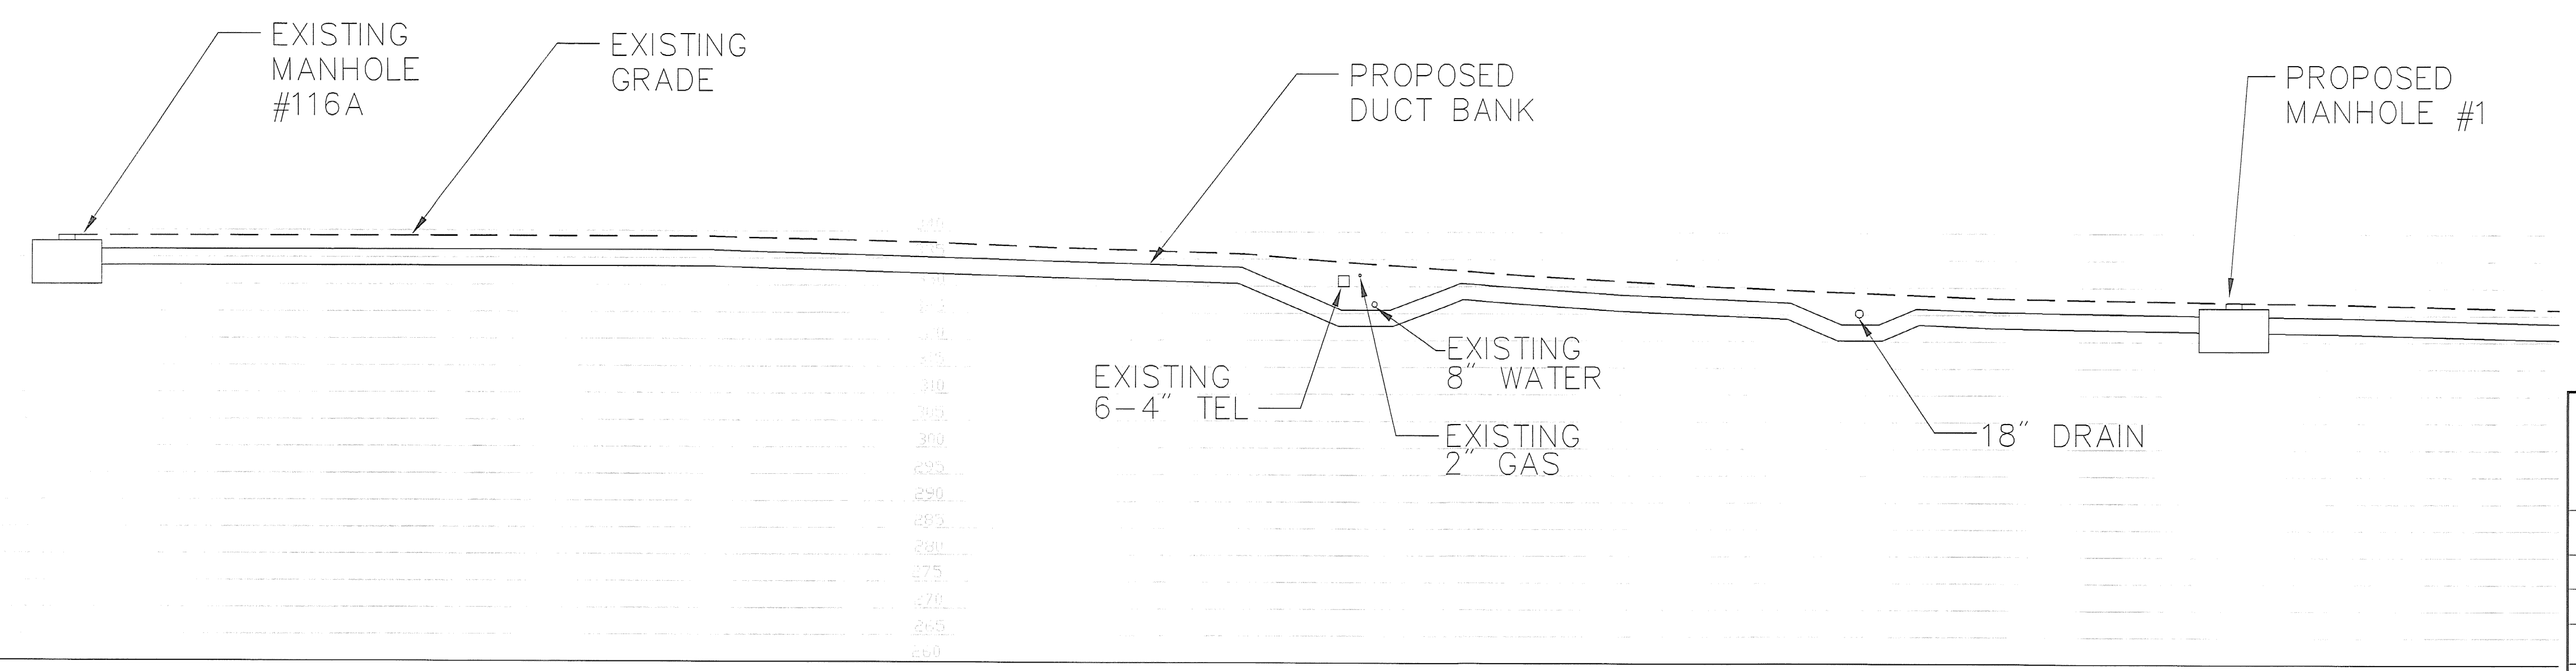 EXISTING
MANHOLE
#116A
EXISTING
GRADE
PROPOSED
DUCT BANK
PROPOSED
MANHOLE #1
EXISTING
8" WATER
EXISTING
6-4" TEL
EXISTING
2" GAS
18" DRAIN
340
310
305
300
295
290
285
280
275
270
265
260